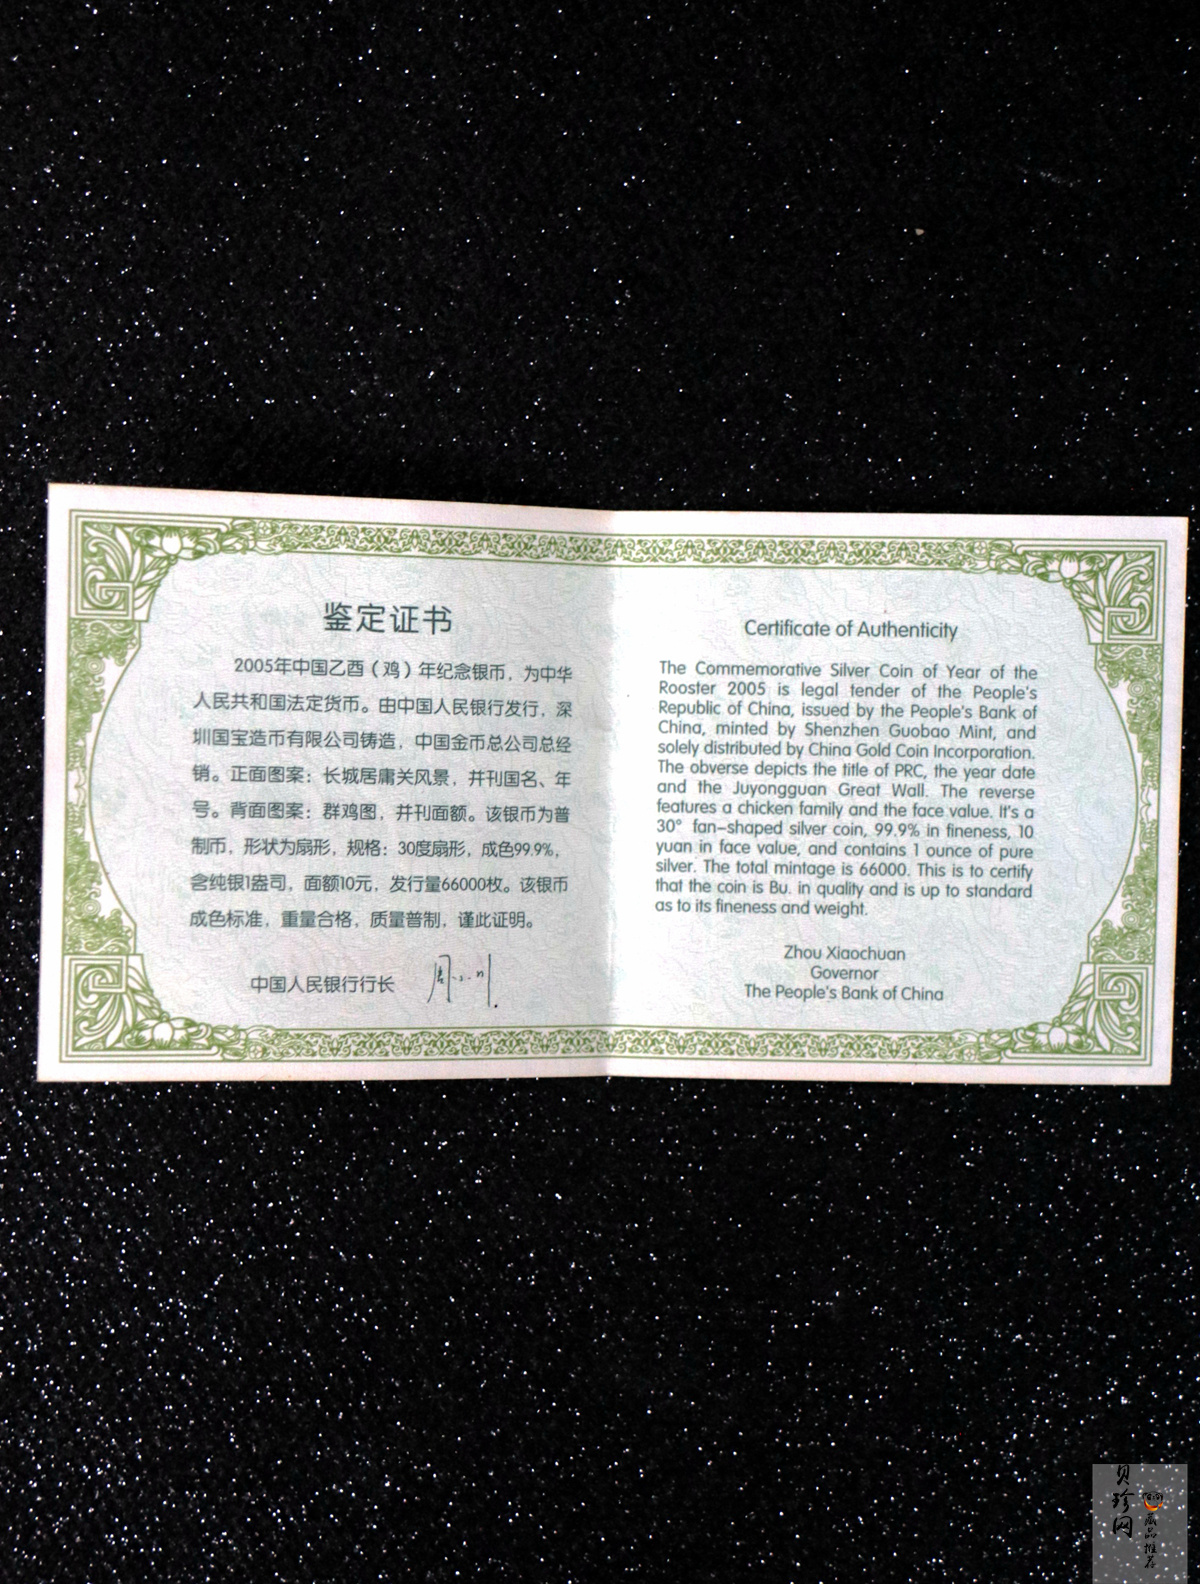 鉴定证书
2005年中国乙酉（鸡）年纪念银币，为中华
人民共和国法定货币。由中国人民银行发行，深
圳国宝造币有限公司铸造，中国金币总公司总经
销。正面图案：长城居庸关风景，并刊国名、年
号。背面图案：群鸡图，并刊面额。该银币为普
制币，形状为扇形，规格：30度扇形，成色99.9%，
含纯银1盎司，面额10元，发行量66000枚。该银币
成色标准，重量合格，质量普制，谨此证明。
中国人民银行行长
Certificate of Authenticity
The Commemorative Silver Coin of Year of the
Rooster 2005 is legal tender of the People's
Republic of China, issued by the People's Bank of
China, minted by Shenzhen Guobao Mint, and
solely distributed by China Gold Coin Incorporation.
The obverse depicts the title of PRC, the year date
and the Juyongguan Great Wall. The reverse
features a chicken family and the face value. It's a
30° fan-shaped silver coin, 99.9% in fineness, 10
yuan in face value, and contains 1 ounce of pure
silver. The total mintage is 66000. This is to certify
that the coin is Bu. in quality and is up to standard
as to its fineness and weight.
Zhou Xiaochuan
Governor
The People's Bank of China
贝珍网
藏品推荐